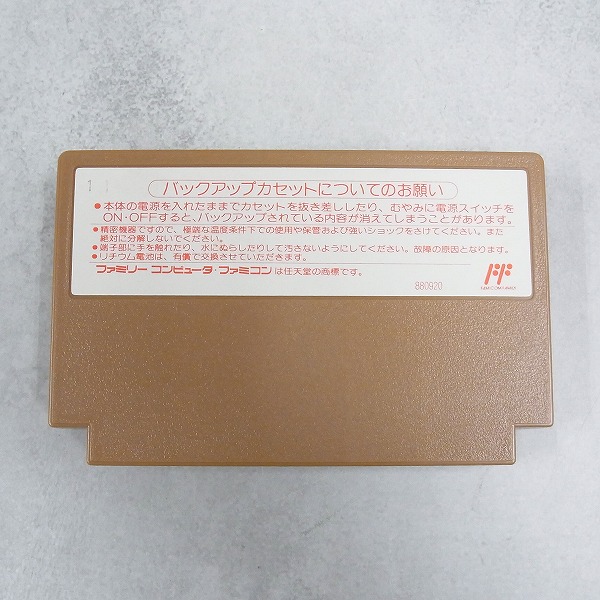 1
バックアップカセットについてのお願い
●本体の電源を入れたままでカセットを抜き差ししたり、むやみに電源スイッチを
ON・OFFすると、バックアップされている内容が消えてしまうことがあります。
●精密機器ですので、極端な温度条件下での使用や保管および強いショックをさけてください。また
絶対に分解しないでください。
●端子部に手を触れたり、水にぬらしたりして汚さないようにしてください。故障の原因となります。
●リチウム電池は、有償で交換させていただきます。
ファミリー コンピュータ・ファミコンは任天堂の商標です。
880920